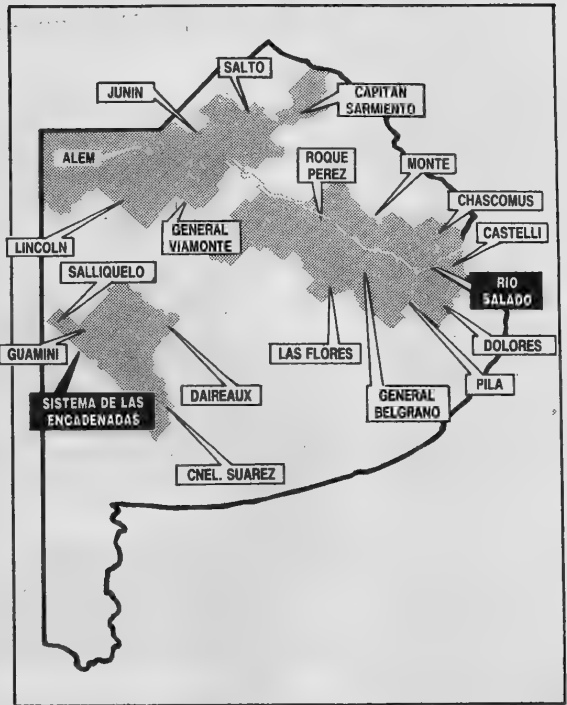 SALTO
JUNIN
CAPITAN
SARMIENTO
ALEM
ROQUE
PEREZ
MONTE
CHASCOMUS
LINCOLN
GENERAL
VIAMONTE
CASTELLI
SALLIQUELO
RIO
SALADO
GUAMINI
LAS FLORES
DOLORES
DAIREAUX
PILA
SISTEMA DE LAS
ENCADENADAS
GENERAL
BELGRANO
CNEL. SUAREZ